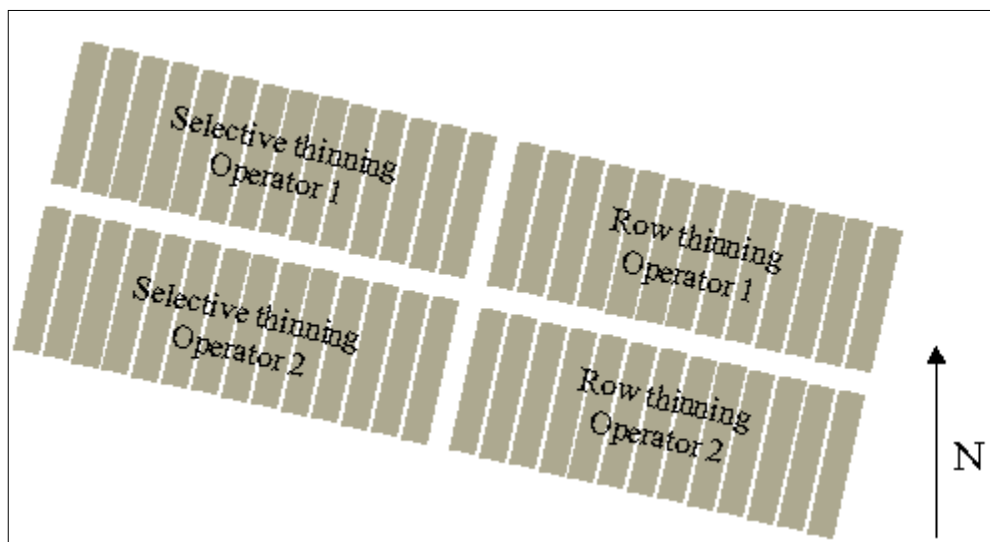 Selective thinning
Operator 1
Row thinning
Operator 1
Selective thinning
Operator 2
Row thinning
Operator 2
N